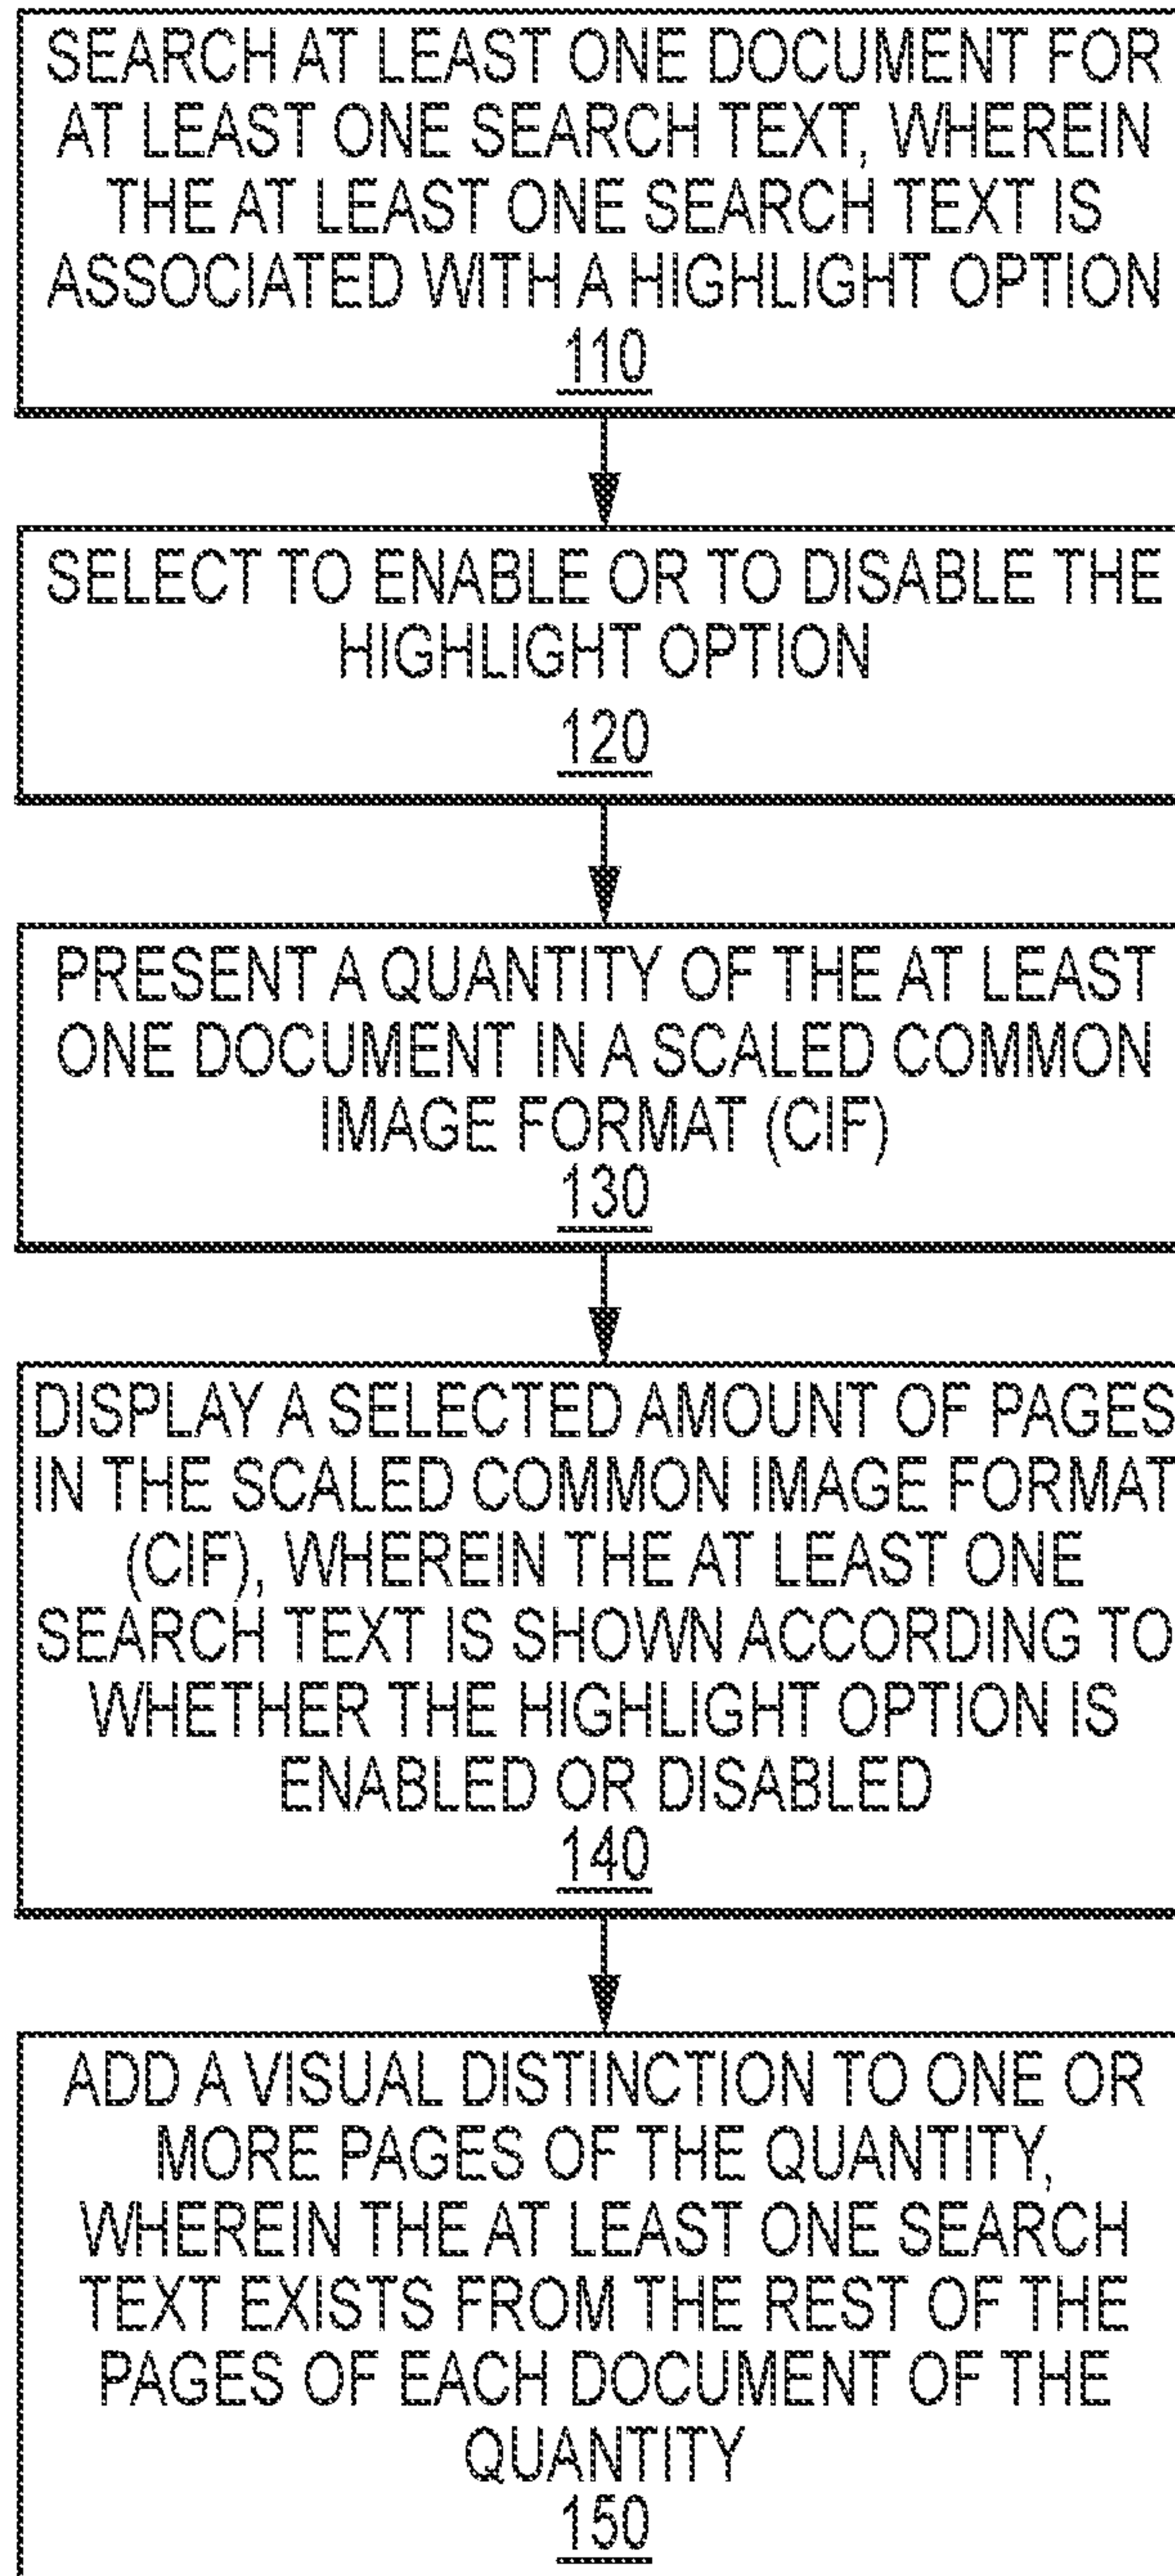 SEARCH AT LEAST ONE DOCUMENT FOR
AT LEAST ONE SEARCH TEXT, WHEREIN
THE AT LEAST ONE SEARCH TEXT IS
ASSOCIATED WITH A HIGHLIGHT OPTION
110
SELECT TO ENABLE OR TO DISABLE THE
HIGHLIGHT OPTION
120
PRESENT A QUANTITY OF THE AT LEAST
ONE DOCUMENT IN A SCALED COMMON
IMAGE FORMAT (CIF)
130
DISPLAY A SELECTED AMOUNT OF PAGES
IN THE SCALED COMMON IMAGE FORMAT
(CIF), WHEREIN THE AT LEAST ONE
SEARCH TEXT IS SHOWN ACCORDING TO
WHETHER THE HIGHLIGHT OPTION IS
ENABLED OR DISABLED
140
ADD A VISUAL DISTINCTION TO ONE OR
MORE PAGES OF THE QUANTITY,
WHEREIN THE AT LEAST ONE SEARCH
TEXT EXISTS FROM THE REST OF THE
PAGES OF EACH DOCUMENT OF THE
QUANTITY
150